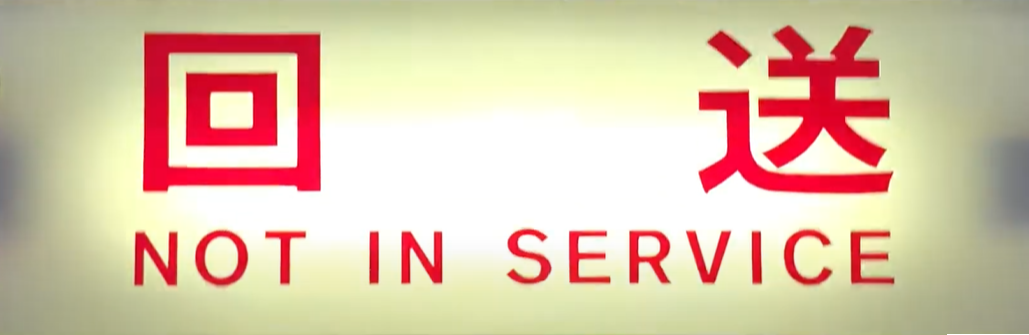 回送
NOT IN SERVICE